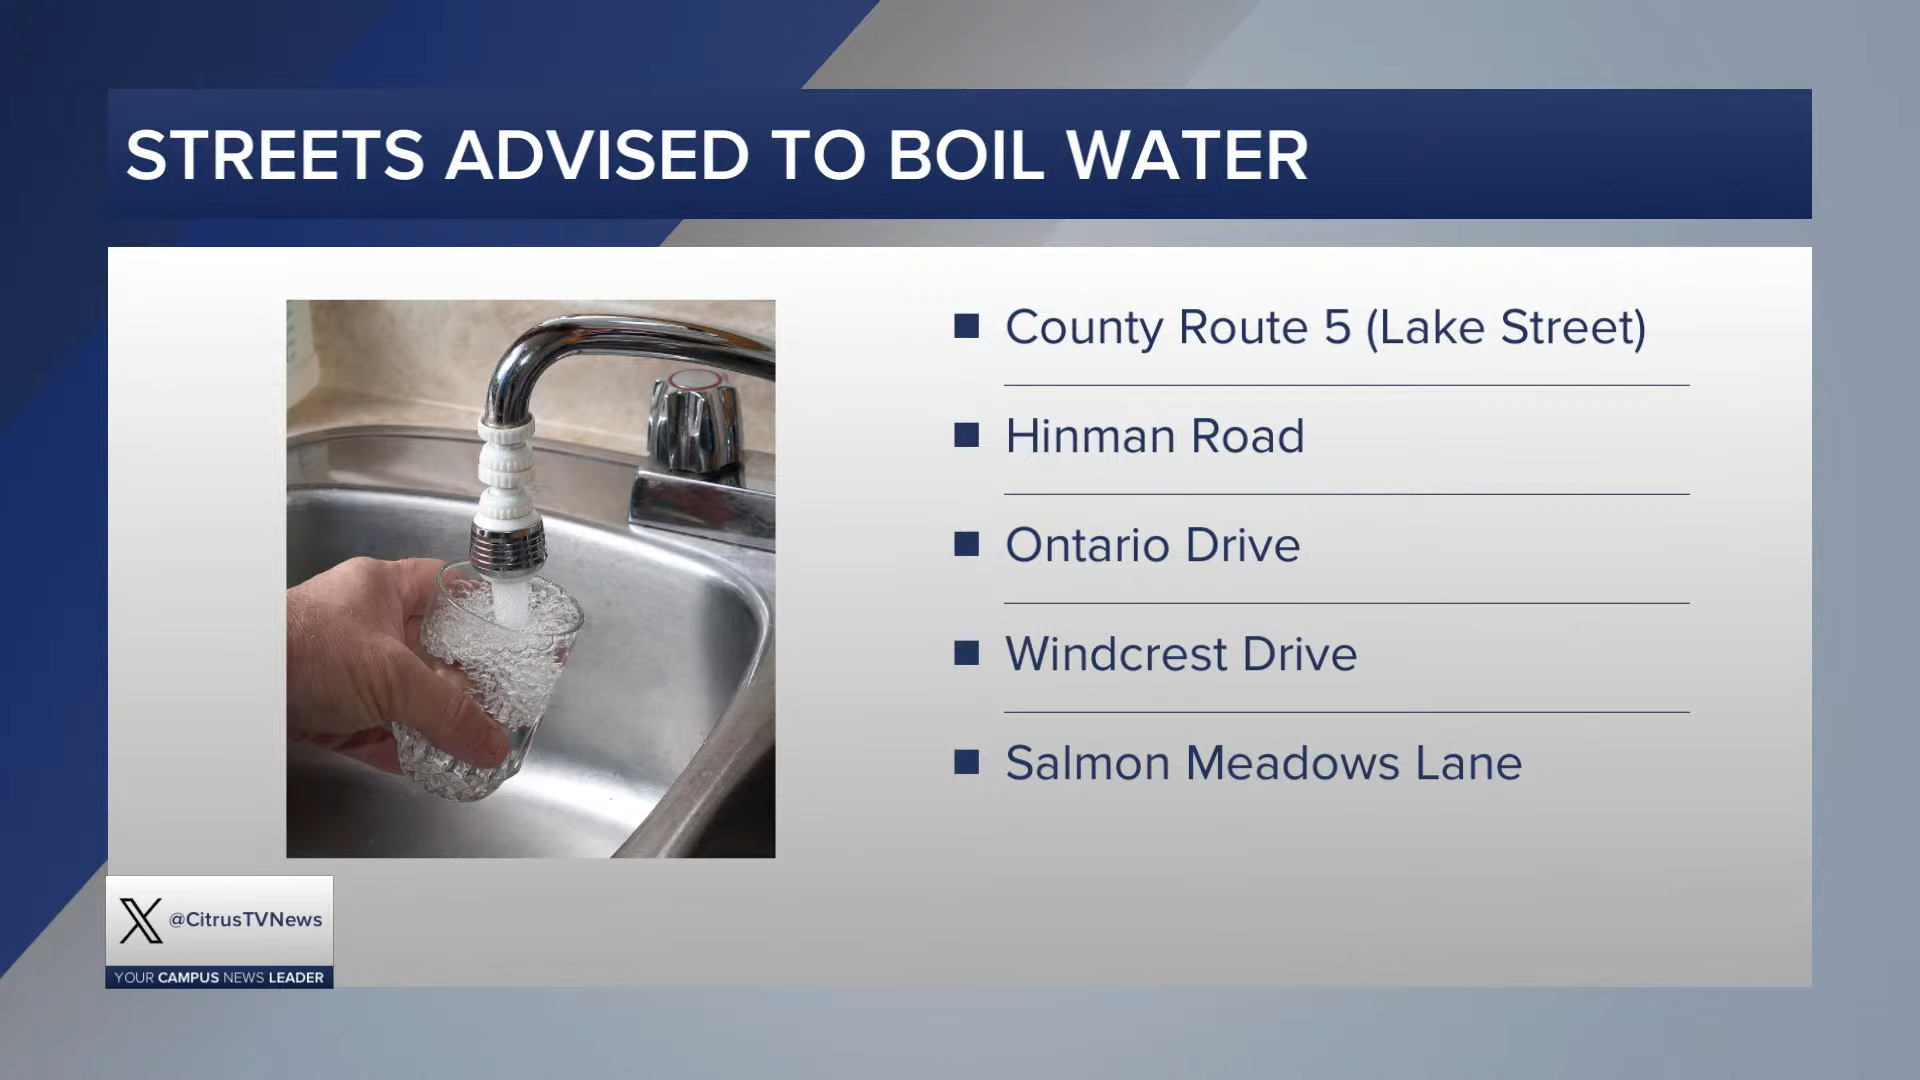 STREETS ADVISED TO BOIL WATER
County Route 5 (Lake Street)
Hinman Road
Ontario Drive
Windcrest Drive
Salmon Meadows Lane
@CitrusTVNews
YOUR CAMPUS NEWS LEADER